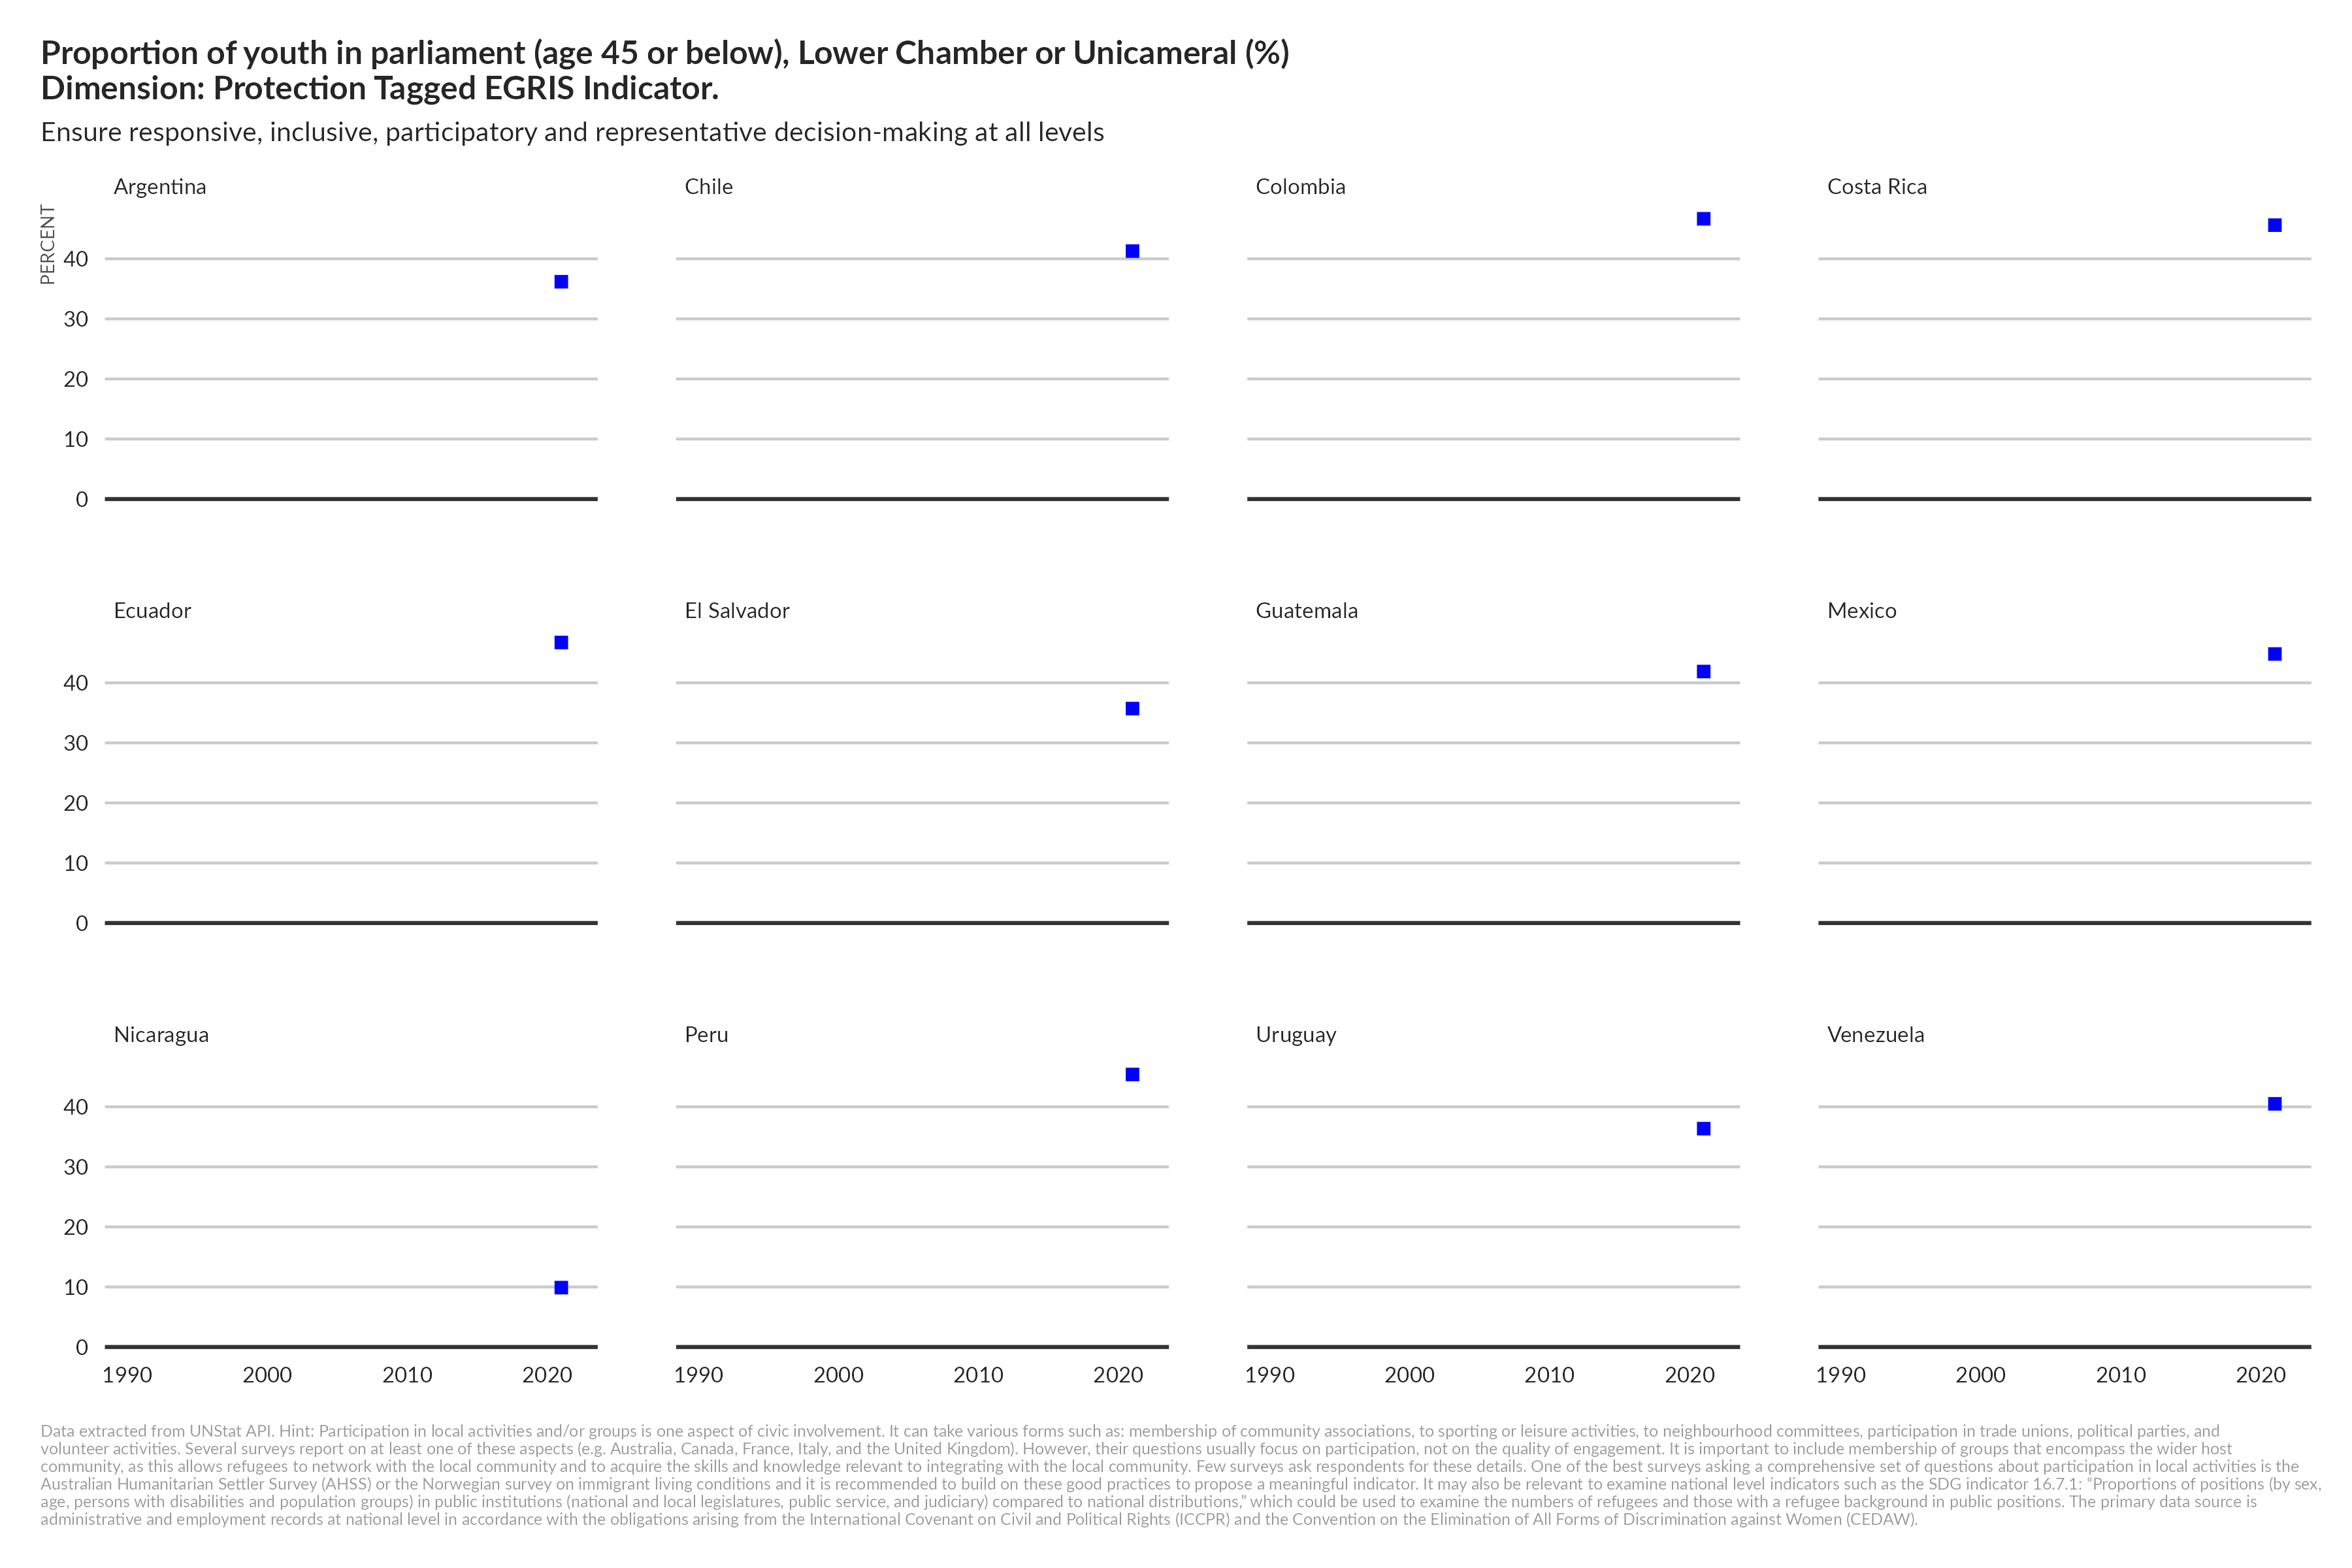 Proportion of youth in parliament (age 45 or below), Lower Chamber or Unicameral (%)
Dimension: Protection Tagged EGRIS Indicator.
Ensure responsive, inclusive, participatory and representative decision-making at all levels
Argentina
Chile
Colombia
Costa Rica
PERCENT
40
30
20
10
0
Ecuador
El Salvador
Guatemala
Mexico
40
30
20
10
0
Nicaragua
Peru
Uruguay
Venezuela
40
30
20
10
0
1990 2000 2010 2020 1990 2000 2010 2020 1990 2000 2010 2020 1990 2000 2010 2020
Data extracted from UNStat API. Hint: Participation in local activities and/or groups is one aspect of civic involvement. It can take various forms such as: membership of community associations, to sporting or leisure activities, to neighbourhood committees, participation in trade unions, political parties, and
volunteer activities. Several surveys report on at least one of these aspects (e.g. Australia, Canada, France, Italy, and the United Kingdom). However, their questions usually focus on participation, not on the quality of engagement. It is important to include membership of groups that encompass the wider host
community, as this allows refugees to network with the local community and to acquire the skills and knowledge relevant to integrating with the local community. Few surveys ask respondents for these details. One of the best surveys asking a comprehensive set of questions about participation in local activities is the
Australian Humanitarian Settler Survey (AHSS) or the Norwegian survey on immigrant living conditions and it is recommended to build on these good practices to propose a meaningful indicator. It may also be relevant to examine national level indicators such as the SDG indicator 16.7.1: “Proportions of positions (by sex,
age, persons with disabilities and population groups) in public institutions (national and local legislatures, public service, and judiciary) compared to national distributions,” which could be used to examine the numbers of refugees and those with a refugee background in public positions. The primary data source is
administrative and employment records at national level in accordance with the obligations arising from the International Covenant on Civil and Political Rights (ICCPR) and the Convention on the Elimination of All Forms of Discrimination against Women (CEDAW).